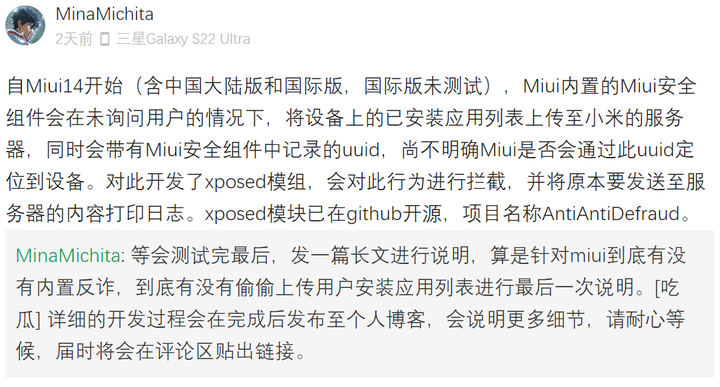 MinaMichita
2天前 三星Galaxy S22 Ultra
自Miui14开始（含中国大陆版和国际版，国际版未测试），Miui内置的Miui安全
组件会在未询问用户的情况下，将设备上的已安装应用列表上传至小米的服务
器，同时会带有Miui安全组件中记录的uuid，尚不明确Miui是否会通过此uuid定
位到设备。对此开发了xposed模组，会对此行为进行拦截，并将原本要发送至服
务器的内容打印日志。xposed模块已在github开源，项目名称AntiAntiDefraud。
MinaMichita: 等会测试完最后，发一篇长文进行说明，算是针对miui到底有没
有内置反诈，到底有没有偷偷上传用户安装应用列表进行最后一次说明。[吃
瓜] 详细的开发过程会在完成后发布至个人博客，会说明更多细节，请耐心等
候，届时将会在评论区贴出链接。